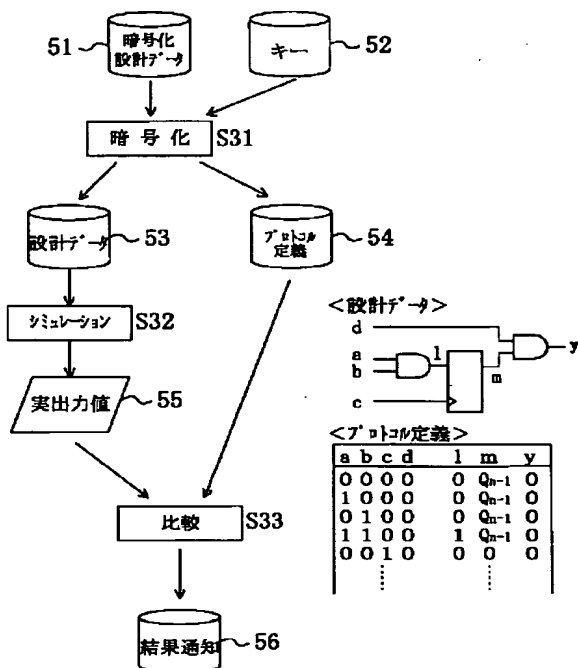 51
暗号化
設計データ
キー
52
暗号化
S31
設計データ
53
プロトコル
定義
54
シミュレーション
S32
実出力値
55
比較
S33
結果通知
56
<設計データ>
d
a
b
c
l
m
y
<プロトコル定義>
a b c d l m y
0 0 0 0 0 Qn-1 0
1 0 0 0 0 Qn-1 0
0 1 0 0 0 Qn-1 0
1 1 0 0 1 Qn-1 0
0 0 1 0 0 0 0